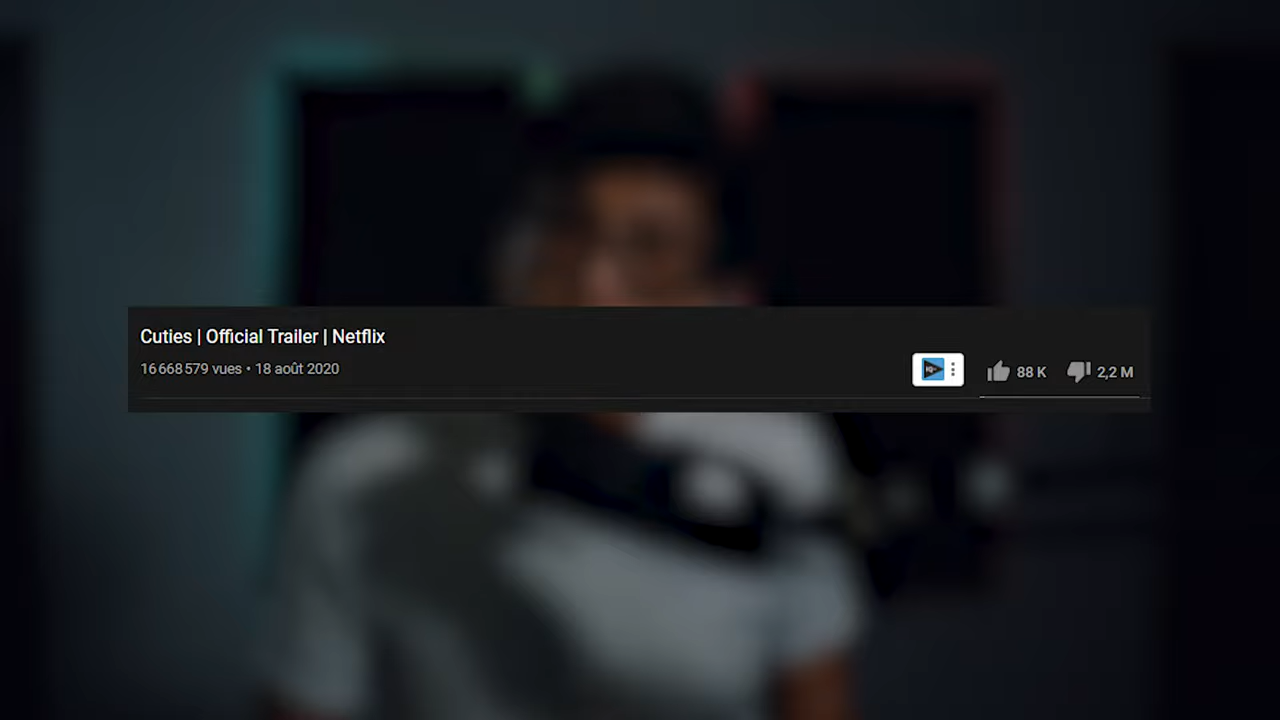 Cuties | Official Trailer | Netflix
16 668 579 vues • 18 août 2020
88 K 2,2 M